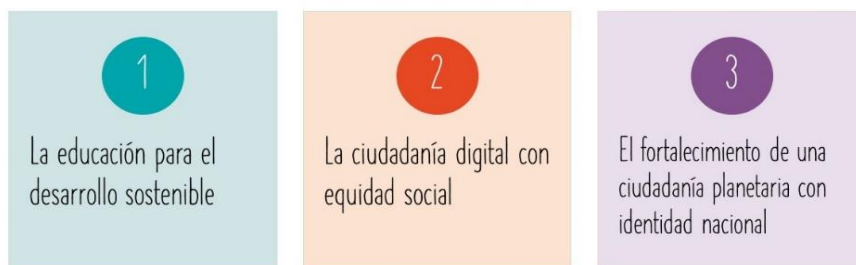 1
La educación para el
desarrollo sostenible
2
La ciudadanía digital con
equidad social
3
El fortalecimiento de una
ciudadanía planetaria con
identidad nacional